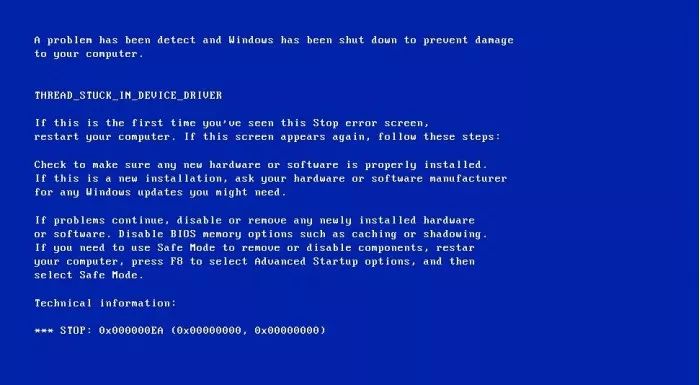 A problem has been detect and Windows has been shut down to prevent damage
to your computer.
THREAD_STUCK_IN_DEVICE_DRIVER
If this is the first time you've seen this Stop error screen,
restart your computer. If this screen appears again, follow these steps:
Check to make sure any new hardware or software is properly installed.
If this is a new installation, ask your hardware or software manufacturer
for any Windows updates you might need.
If problems continue, disable or remove any newly installed hardware
or software. Disable BIOS memory options such as caching or shadowing.
If you need to use Safe Mode to remove or disable components, restar
your computer, press F8 to select Advanced Startup options, and then
select Safe Mode.
Technical information:
*** STOP: 0x000000EA (0x00000000, 0x00000000)